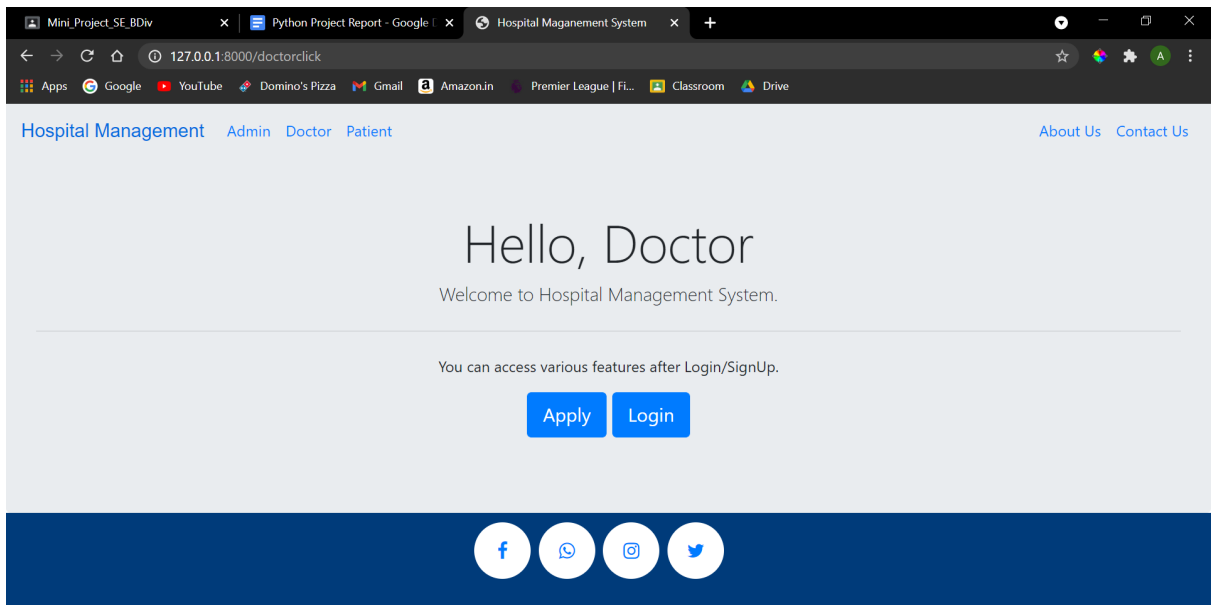 Mini_Project_SE_BDiv
Python Project Report - Google D
Hospital Maganement System
127.0.0.1:8000/doctorclick
A
Apps Google YouTube Domino's Pizza Gmail Amazon.in Premier League | Fi... Classroom Drive
Hospital Management Admin Doctor Patient About Us Contact Us
Hello, Doctor
Welcome to Hospital Management System.
You can access various features after Login/SignUp.
Apply Login